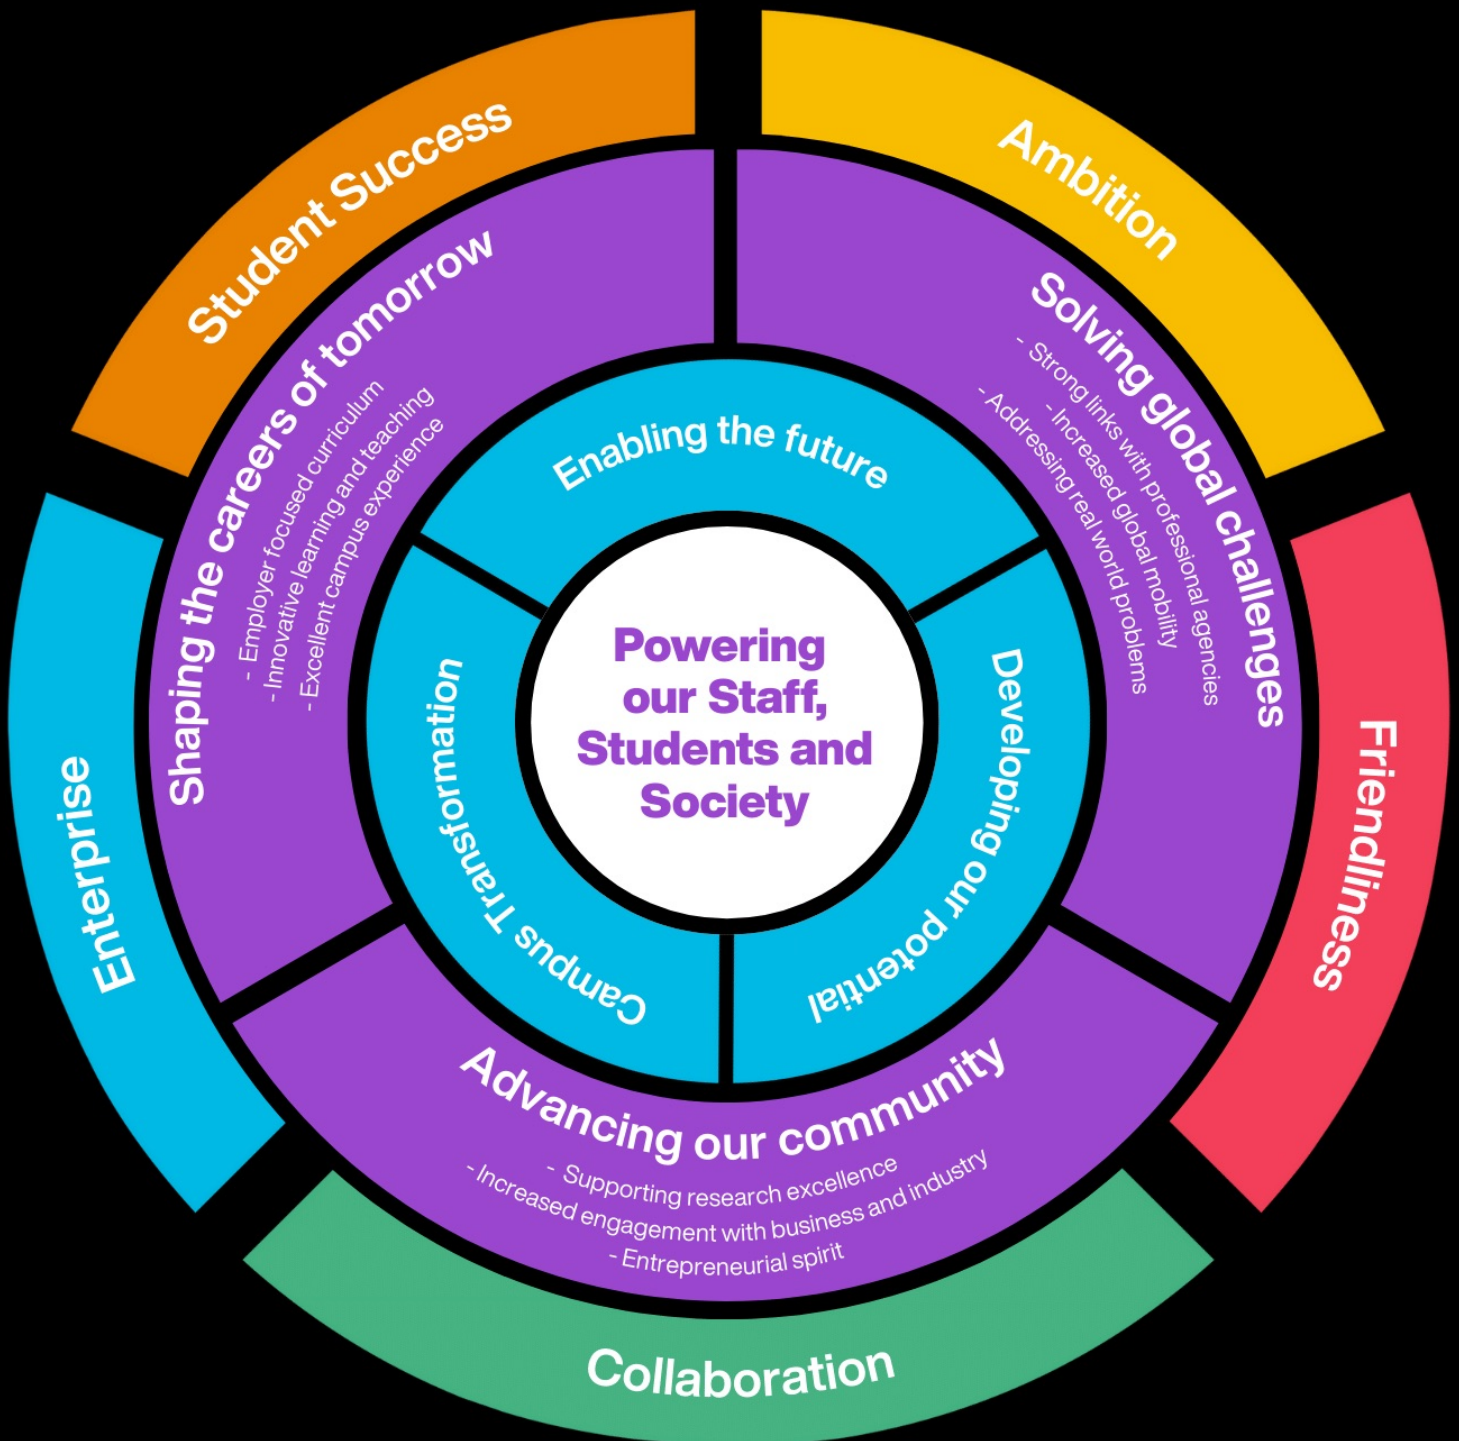 Student Success
Ambition
Friendliness
Collaboration
Enterprise
Shaping the careers of tomorrow
- Employer focused curriculum
- Innovative learning and teaching
- Excellent campus experience
Solving global challenges
- Strong links with professional agencies
- Increased global mobility
- Addressing real world problems
Advancing our community
- Supporting research excellence
- Increased engagement with business and industry
- Entrepreneurial spirit
Enabling the future
Developing our potential
Campus Transformation
Powering
our Staff,
Students and
Society